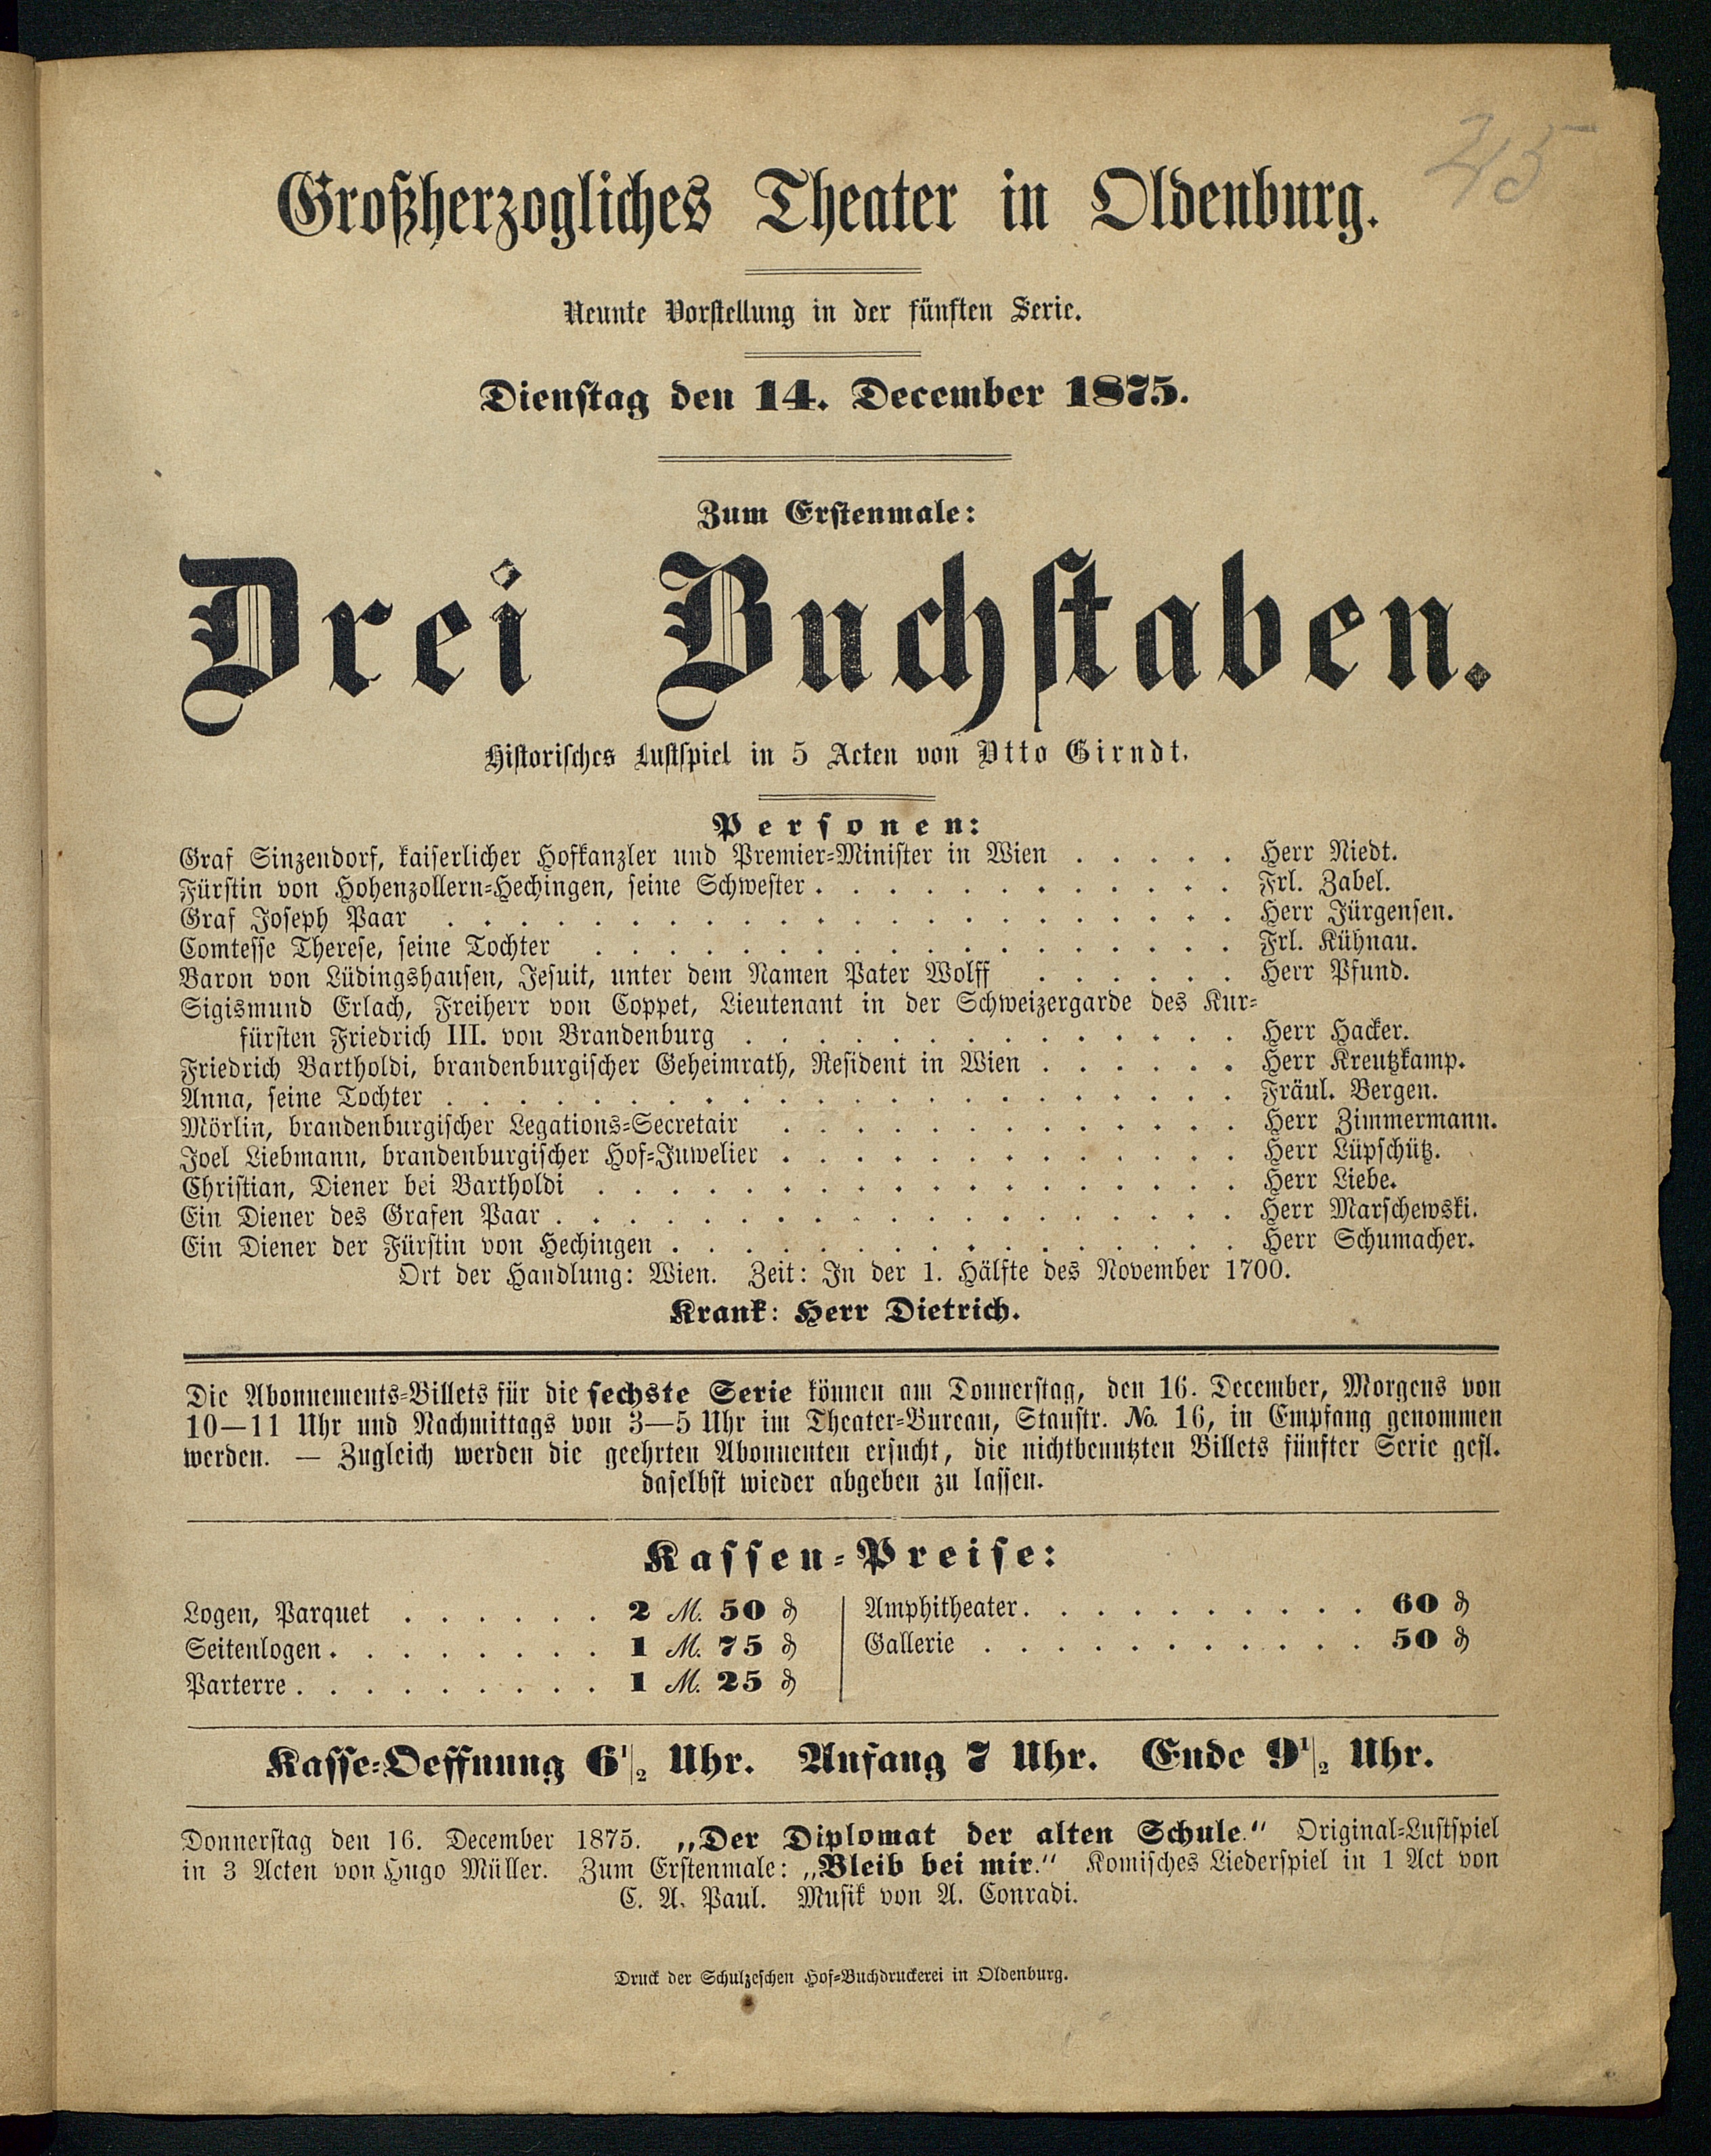 45
Großherzogliches Theater in Oldenburg.
Neunte Vorstellung in der fünften Serie.
Dienstag den 14. December 1875.
Zum Erstenmale:
Drei Buchstaben.
Historisches Lustspiel in 5 Acten von Otto Girndt.
Personen:
Graf Sinzendorf, kaiserlicher Hofkanzler und Premier-Minister in Wien . . . . . Herr Niedt.
Fürstin von Hohenzollern-Hechingen, seine Schwester . . . . . . . . . . . . Frl. Zabel.
Graf Joseph Paar . . . . . . . . . . . . . . . . . . . . . . Herr Jürgensen.
Comtesse Therese, seine Tochter . . . . . . . . . . . . . . . . . . Frl. Kühnau.
Baron von Lüdingshausen, Jesuit, unter dem Namen Pater Wolff . . . . . . Herr Pfund.
Sigismund Erlach, Freiherr von Coppet, Lieutenant in der Schweizergarde des Kur-
fürsten Friedrich III. von Brandenburg . . . . . . . . . . . . . . Herr Hacker.
Friedrich Bartholdi, brandenburgischer Geheimrath, Resident in Wien . . . . . . Herr Kreutzkamp.
Anna, seine Tochter . . . . . . . . . . . . . . . . . . . . . . Fräul. Bergen.
Mörlin, brandenburgischer Legations-Secretair . . . . . . . . . . . . . Herr Zimmermann.
Joel Liebmann, brandenburgischer Hof-Juwelier . . . . . . . . . . . . . Herr Lüpschütz.
Christian, Diener bei Bartholdi . . . . . . . . . . . . . . . . . . Herr Liebe.
Ein Diener des Grafen Paar . . . . . . . . . . . . . . . . . . . Herr Marschewski.
Ein Diener der Fürstin von Hechingen . . . . . . . . . . . . . . . . Herr Schumacher.
Ort der Handlung: Wien. Zeit: In der 1. Hälfte des November 1700.
Krank: Herr Dietrich.
Die Abonnements-Billets für die sechste Serie können am Donnerstag, den 16. December, Morgens von
10—11 Uhr und Nachmittags von 3—5 Uhr im Theater-Bureau, Staustr. No. 16, in Empfang genommen
werden. — Zugleich werden die geehrten Abonnenten ersucht, die nichtbenutzten Billets fünfter Serie gefl.
daselbst wieder abgeben zu lassen.
Kassen-Preise:
Logen, Parquet . . . . . . 2 M. 50 ₰ | Amphitheater . . . . . . . . . . 60 ₰
Seitenlogen . . . . . . . . 1 M. 75 ₰ | Gallerie . . . . . . . . . . . 50 ₰
Parterre . . . . . . . . . 1 M. 25 ₰
Kasse-Oeffnung 6 1/2 Uhr. Anfang 7 Uhr. Ende 9 1/2 Uhr.
Donnerstag den 16. December 1875. „Der Diplomat der alten Schule." Original-Lustspiel
in 3 Acten von Hugo Müller. Zum Erstenmale: „Bleib bei mir." Komisches Liederspiel in 1 Act von
C. A. Paul. Musik von A. Conradi.
Druck der Schulzeschen Hof-Buchdruckerei in Oldenburg.